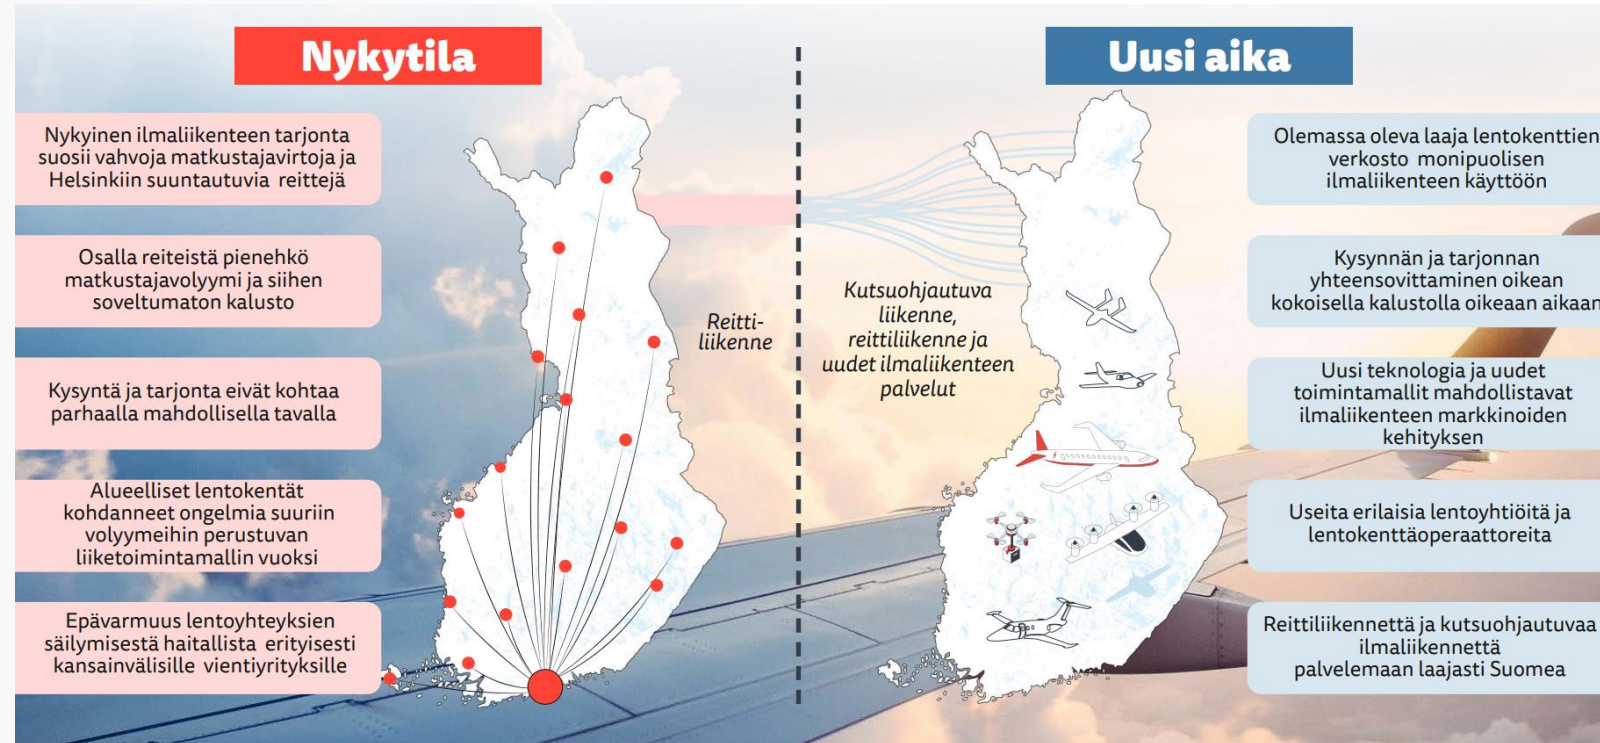 Nykytila
Nykyinen ilmaliikenteen tarjonta
suosii vahvoja matkustajavirtoja ja
Helsinkiin suuntautuvia reittejä
Osalla reiteistä pienehkö
matkustajavolyymi ja siihen
soveltumaton kalusto
Kysyntä ja tarjonta eivät kohtaa
parhaalla mahdollisella tavalla
Alueelliset lentokentät
kohdanneet ongelmia suuriin
volyymeihin perustuvan
liiketoimintamallin vuoksi
Epävarmuus lentoyhteyksien
säilymisestä haitallista erityisesti
kansainvälisille vientiyrityksille
Reitti-
liikenne
Uusi aika
Kutsuohjautuva
liikenne,
reittiliikenne ja
uudet ilmaliikenteen
palvelut
Olemassa oleva laaja lentokenttien
verkosto monipuolisen
ilmaliikenteen käyttöön
Kysynnän ja tarjonnan
yhteensovittaminen oikean
kokoisella kalustolla oikeaan aikaan
Uusi teknologia ja uudet
toimintamallit mahdollistavat
ilmaliikenteen markkinoiden
kehityksen
Useita erilaisia lentoyhtiöitä ja
lentokenttäoperaattoreita
Reittiliikennettä ja kutsuohjautuvaa
ilmaliikennettä
palvelemaan laajasti Suomea